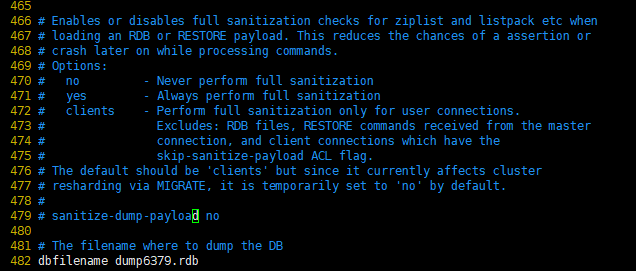 465
466 # Enables or disables full sanitization checks for ziplist and listpack etc when
467 # loading an RDB or RESTORE payload. This reduces the chances of a assertion or
468 # crash later on while processing commands.
469 # Options:
470 #   no         - Never perform full sanitization
471 #   yes        - Always perform full sanitization
472 #   clients    - Perform full sanitization only for user connections.
473 #                Excludes: RDB files, RESTORE commands received from the master
474 #                connection, and client connections which have the
475 #                skip-sanitize-payload ACL flag.
476 # The default should be 'clients' but since it currently affects cluster
477 # resharding via MIGRATE, it is temporarily set to 'no' by default.
478 #
479 # sanitize-dump-payload no
480
481 # The filename where to dump the DB
482 dbfilename dump6379.rdb